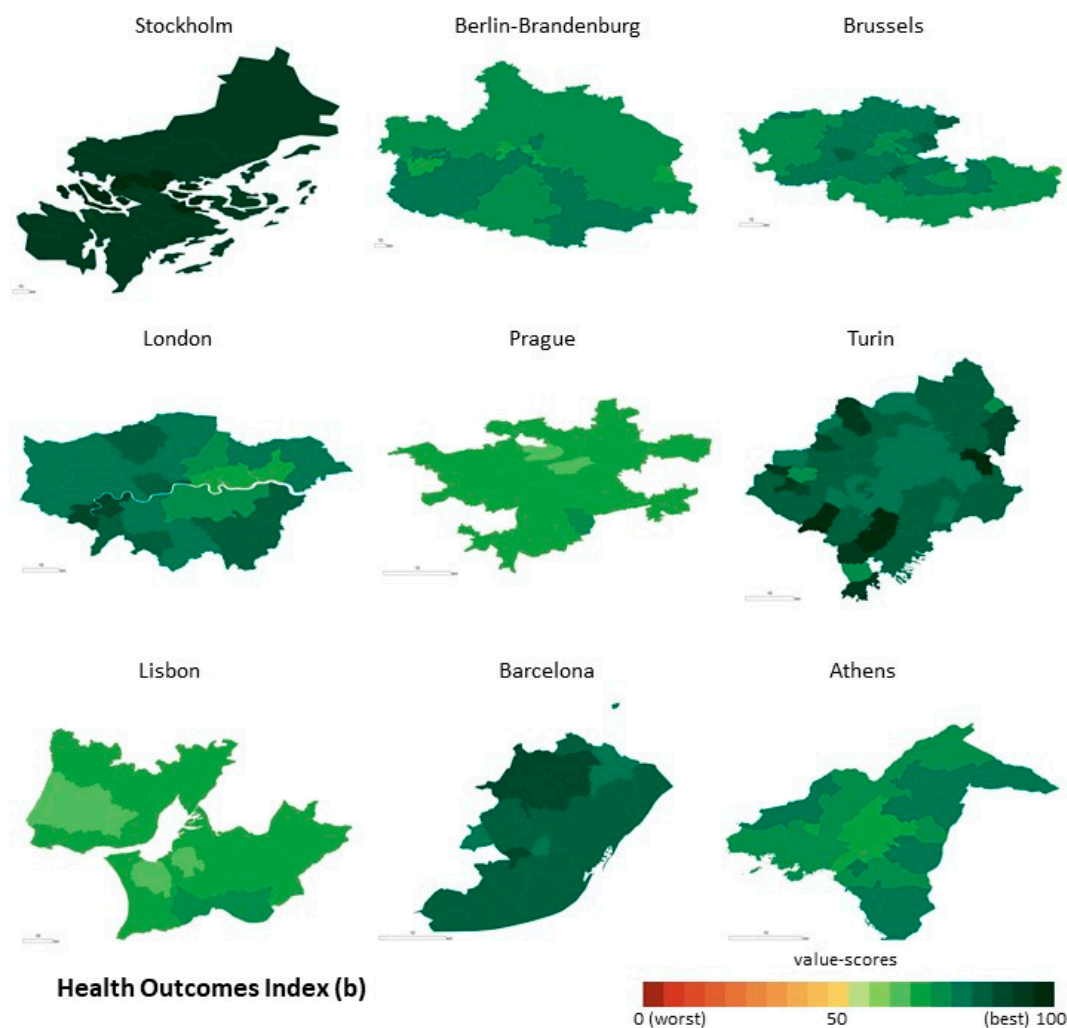 Stockholm
Berlin-Brandenburg
Brussels
London
Prague
Turin
Lisbon
Barcelona
Athens
value-scores
Health Outcomes Index (b)
0 (worst) 50 (best) 100